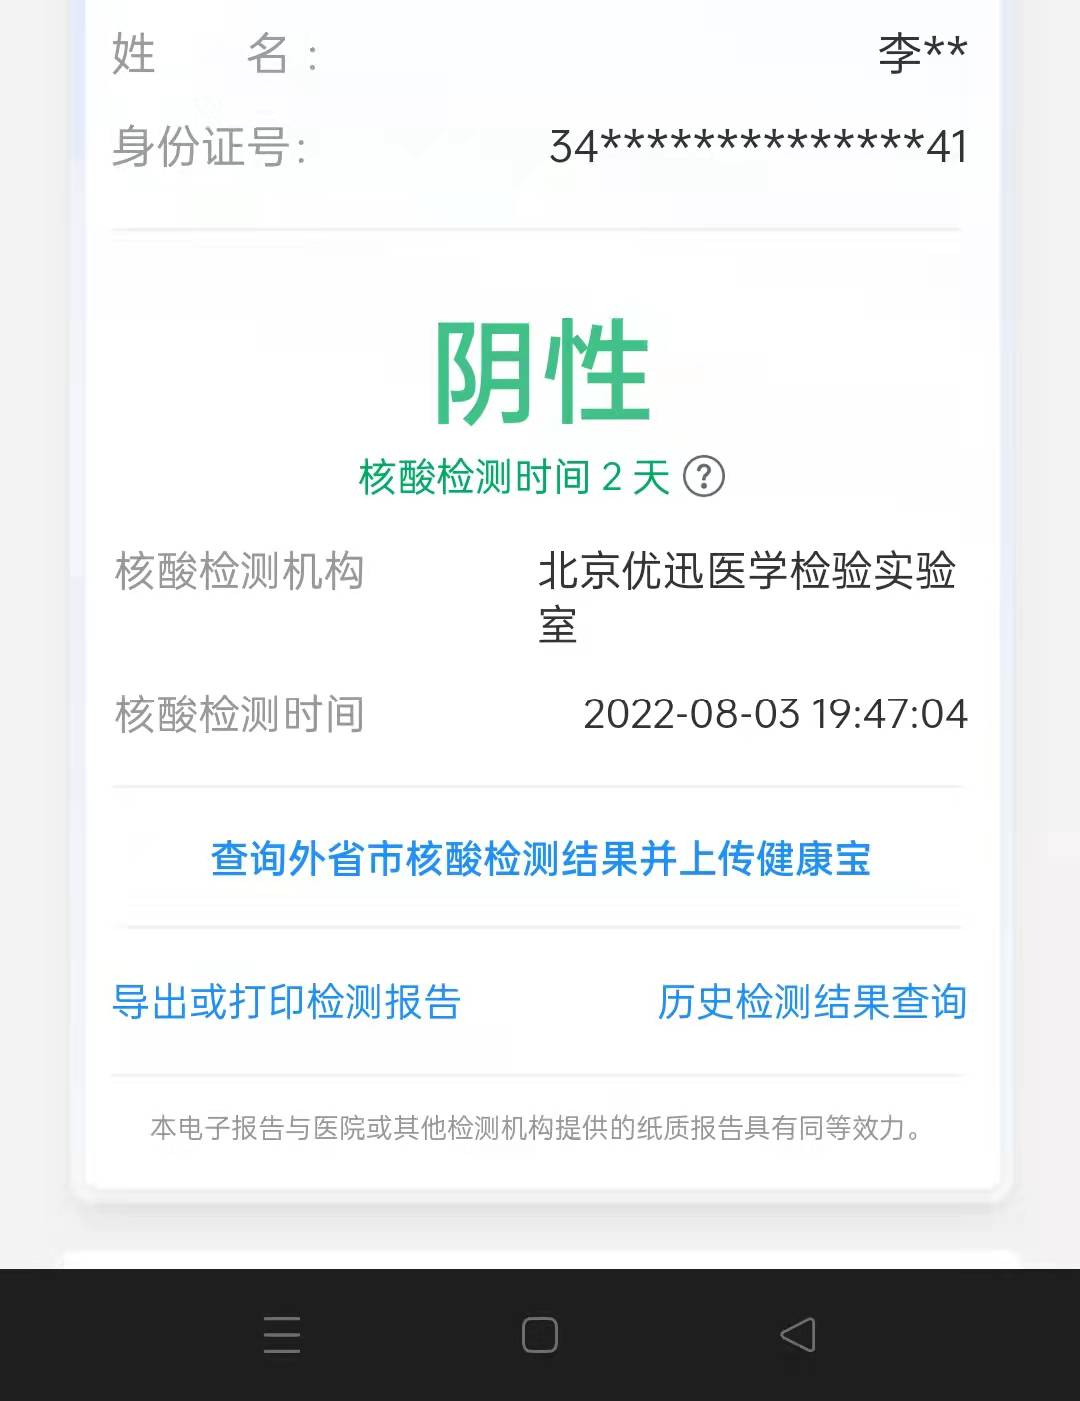 姓 名：
李**
身份证号：
34**************41
阴性
核酸检测时间 2 天 ?
核酸检测机构
北京优迅医学检验实验
室
核酸检测时间
2022-08-03 19:47:04
查询外省市核酸检测结果并上传健康宝
导出或打印检测报告
历史检测结果查询
本电子报告与医院或其他检测机构提供的纸质报告具有同等效力。